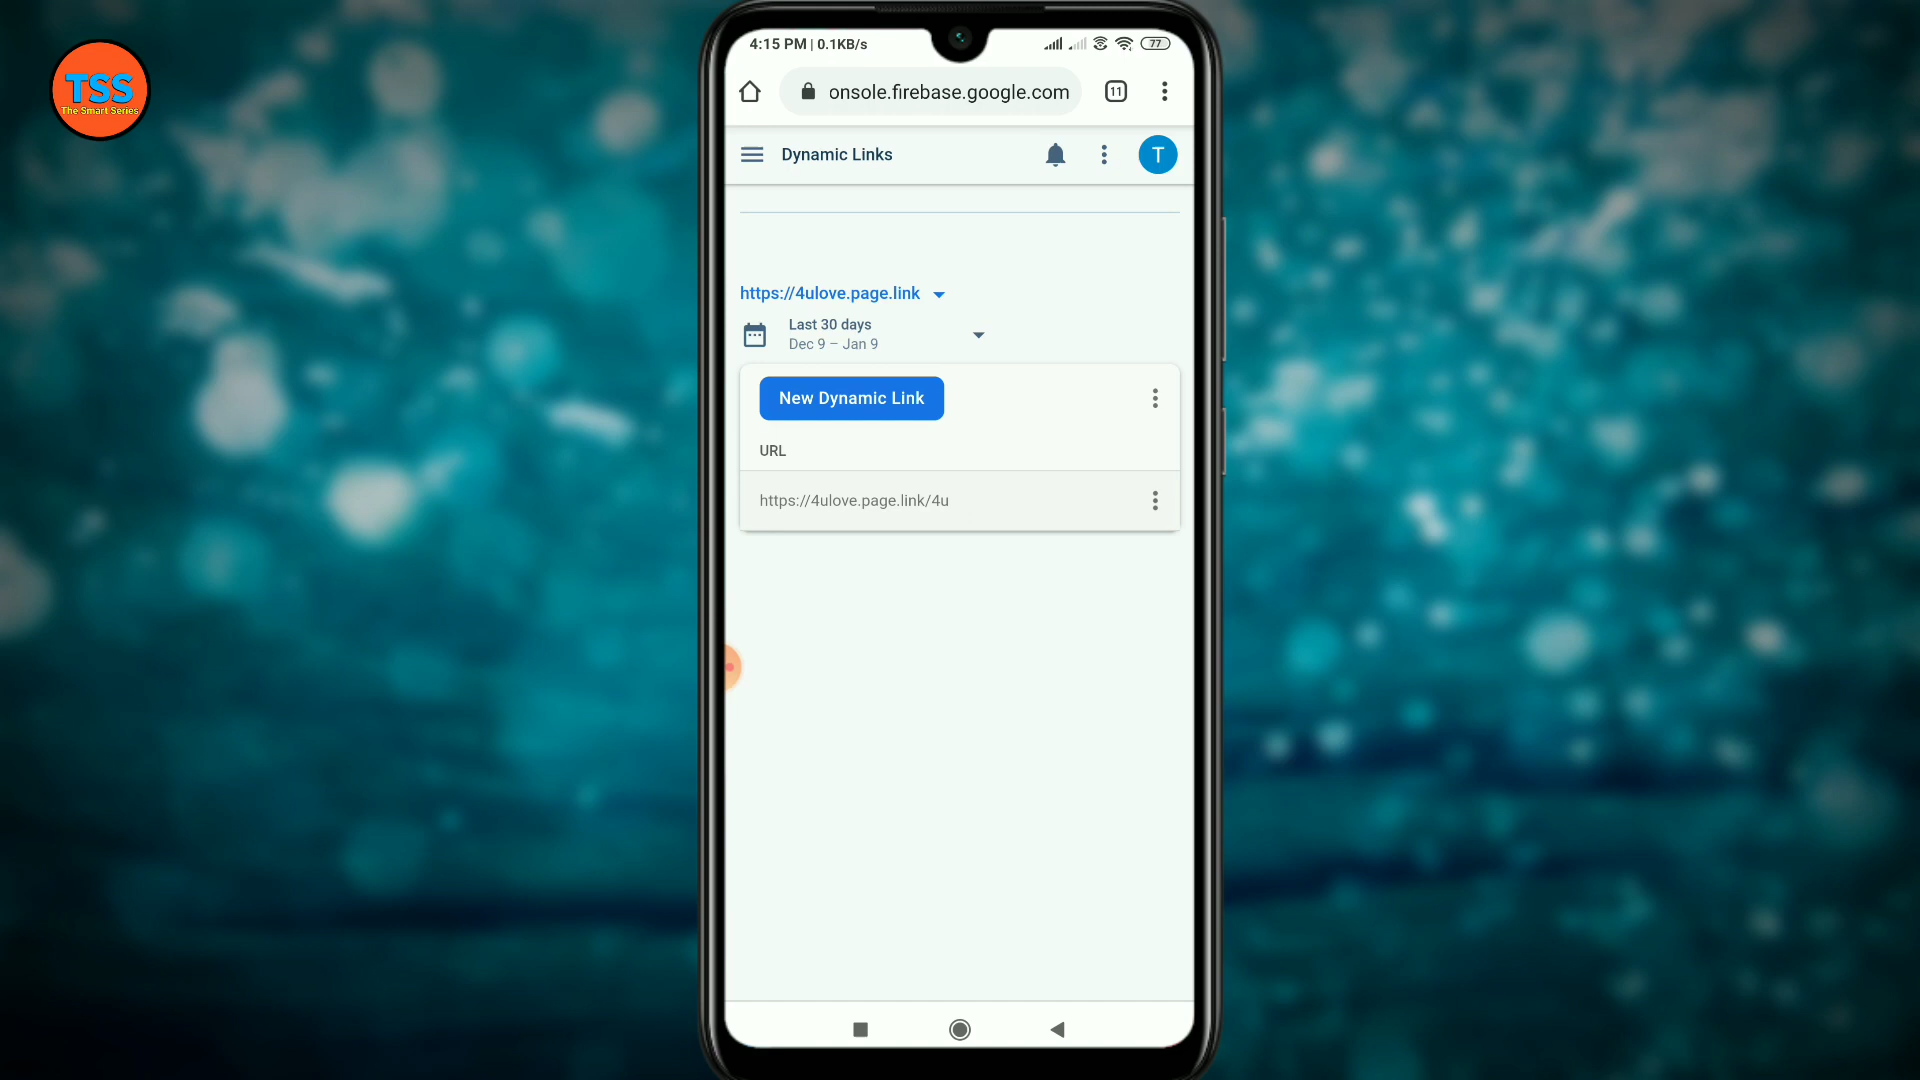 TSS
The Smart Series
4:15 PM | 0.1KB/s
77
onsole.firebase.google.com
11
Dynamic Links
T
https://4ulove.page.link
Last 30 days
Dec 9 – Jan 9
New Dynamic Link
URL
https://4ulove.page.link/4u